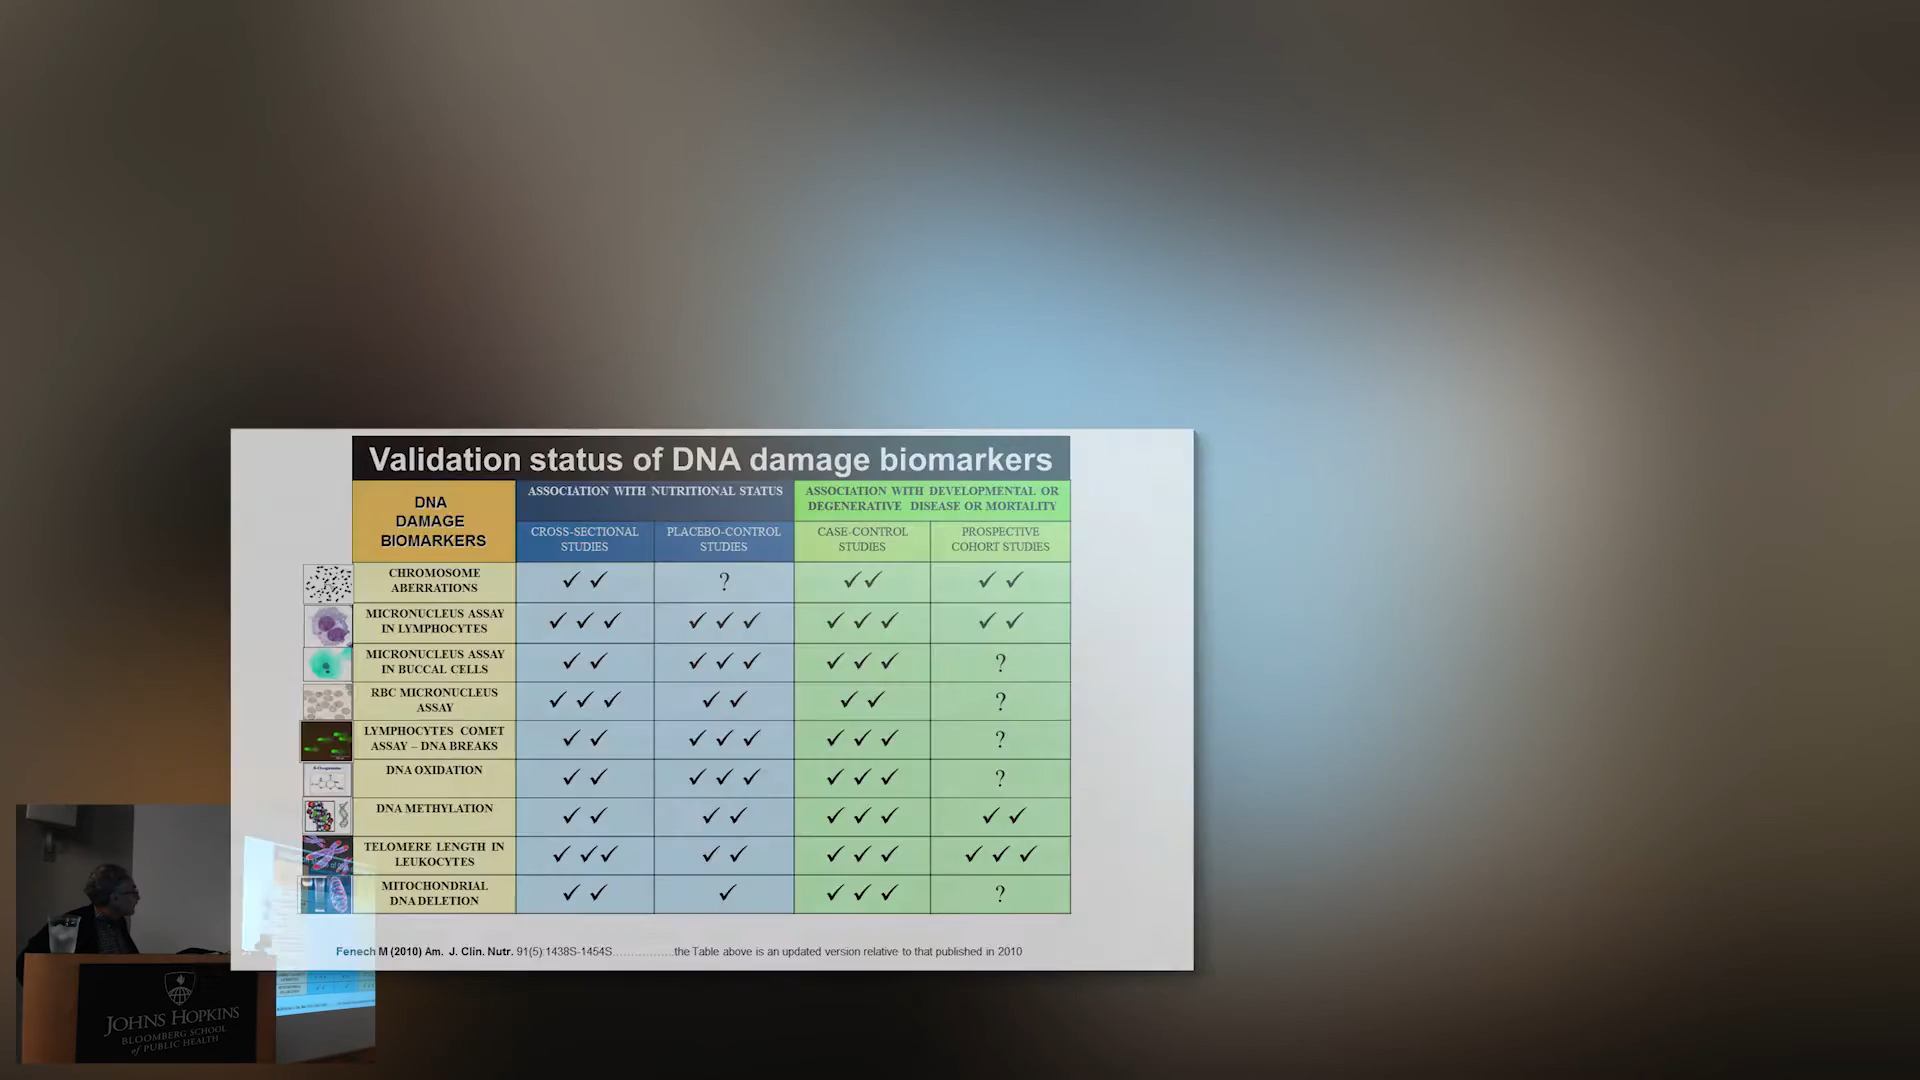 Validation status of DNA damage biomarkers
DNA
DAMAGE
BIOMARKERS
ASSOCIATION WITH NUTRITIONAL STATUS
ASSOCIATION WITH DEVELOPMENTAL OR
DEGENERATIVE DISEASE OR MORTALITY
CROSS-SECTIONAL
STUDIES
PLACEBO-CONTROL
STUDIES
CASE-CONTROL
STUDIES
PROSPECTIVE
COHORT STUDIES
CHROMOSOME
ABERRATIONS
✓ ✓ ? ✓✓ ✓ ✓
MICRONUCLEUS ASSAY
IN LYMPHOCYTES
✓ ✓ ✓ ✓ ✓ ✓ ✓ ✓ ✓ ✓ ✓
MICRONUCLEUS ASSAY
IN BUCCAL CELLS
✓ ✓ ✓ ✓ ✓ ✓ ✓ ✓ ?
RBC MICRONUCLEUS
ASSAY
✓ ✓ ✓ ✓ ✓ ✓ ✓ ?
LYMPHOCYTES COMET
ASSAY – DNA BREAKS
✓ ✓ ✓ ✓ ✓ ✓ ✓ ✓ ?
DNA OXIDATION
✓ ✓ ✓ ✓ ✓ ✓ ✓ ✓ ?
DNA METHYLATION
✓ ✓ ✓ ✓ ✓ ✓ ✓ ✓ ✓
TELOMERE LENGTH IN
LEUKOCYTES
✓ ✓✓ ✓ ✓ ✓ ✓ ✓ ✓ ✓ ✓
MITOCHONDRIAL
DNA DELETION
✓ ✓ ✓ ✓ ✓ ✓ ?
Fenech M (2010) Am. J. Clin. Nutr. 91(5):1438S-1454S..................the Table above is an updated version relative to that published in 2010
JOHNS HOPKINS
BLOOMBERG SCHOOL
of PUBLIC HEALTH